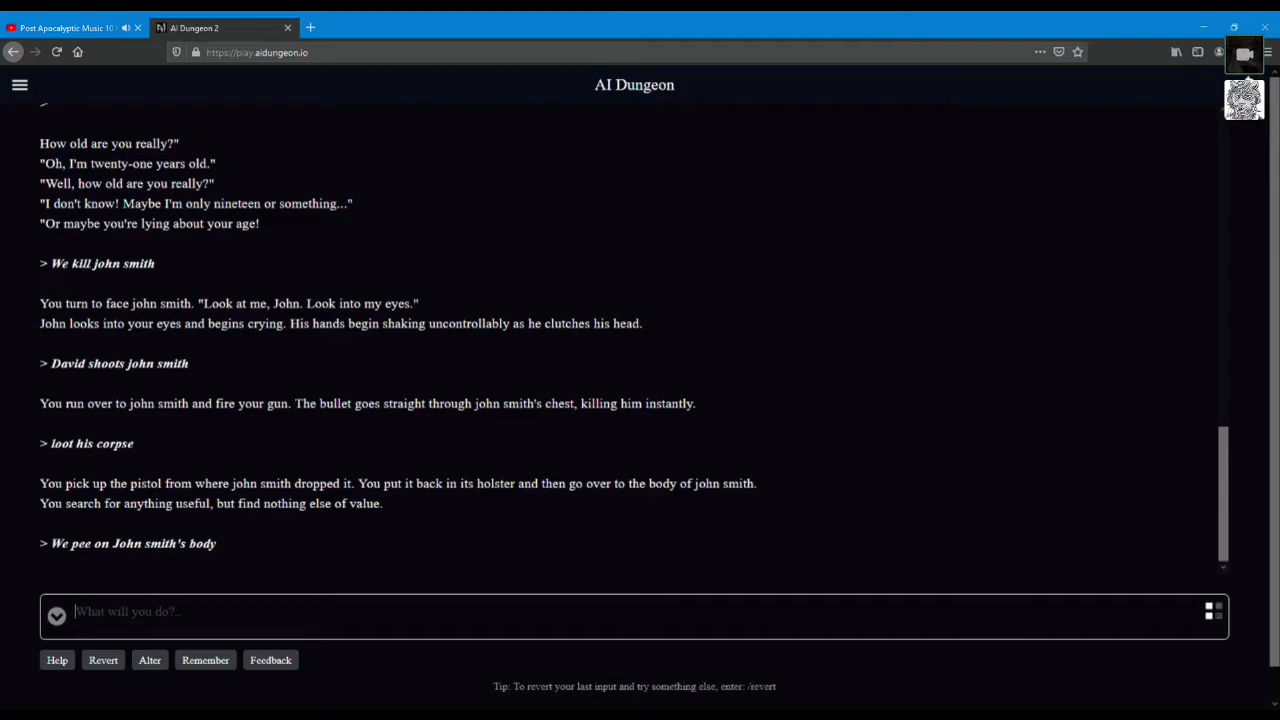 Post Apocalyptic Music 10
AI Dungeon 2
https://play.aidungeon.io
AI Dungeon
How old are you really?"
"Oh, I'm twenty-one years old."
"Well, how old are you really?"
"I don't know! Maybe I'm only nineteen or something..."
"Or maybe you're lying about your age!
> We kill john smith
You turn to face john smith. "Look at me, John. Look into my eyes."
John looks into your eyes and begins crying. His hands begin shaking uncontrollably as he clutches his head.
> David shoots john smith
You run over to john smith and fire your gun. The bullet goes straight through john smith's chest, killing him instantly.
> loot his corpse
You pick up the pistol from where john smith dropped it. You put it back in its holster and then go over to the body of john smith.
You search for anything useful, but find nothing else of value.
> We pee on John smith's body
What will you do?..
Help Revert Alter Remember Feedback
Tip: To revert your last input and try something else, enter: /revert